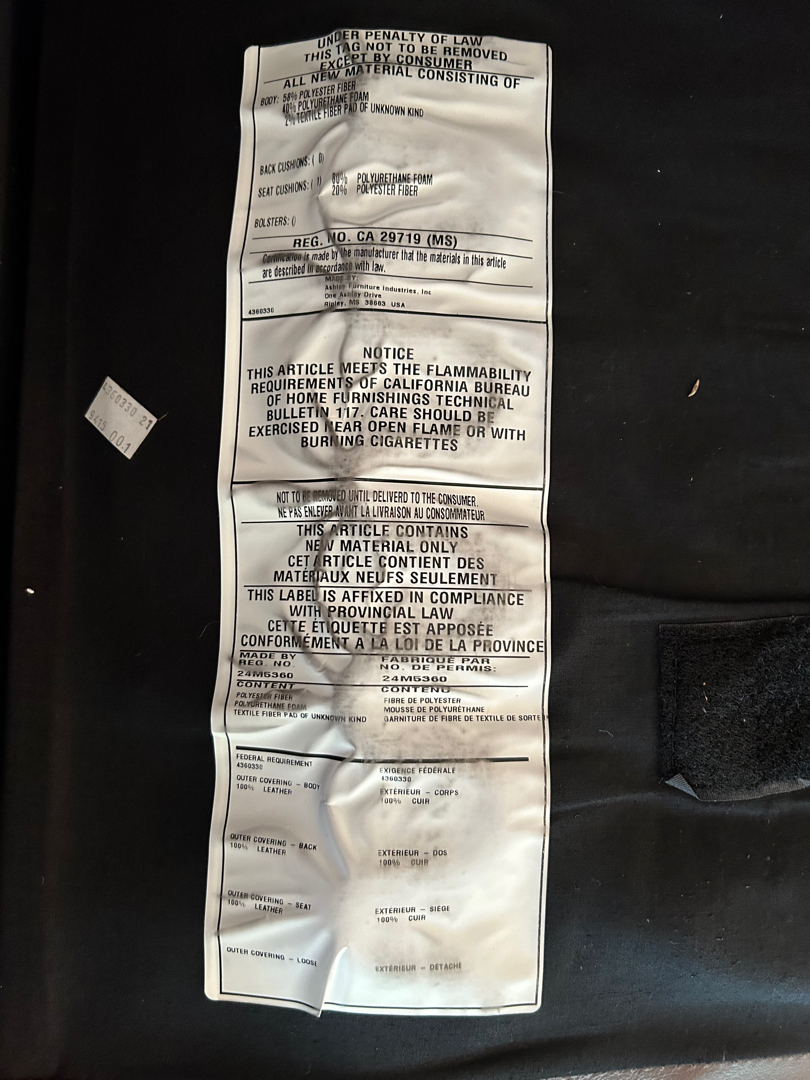 UNDER PENALTY OF LAW
THIS TAG NOT TO BE REMOVED
EXCEPT BY CONSUMER
ALL NEW MATERIAL CONSISTING OF
BODY: 58% POLYESTER FIBER
40% POLYURETHANE FOAM
2% TEXTILE FIBER PAD OF UNKNOWN KIND
BACK CUSHIONS: ( 0)
SEAT CUSHIONS: ( 1) 80% POLYURETHANE FOAM
20% POLYESTER FIBER
BOLSTERS: ()
REG. NO. CA 29719 (MS)
Certification is made by the manufacturer that the materials in this article
are described in accordance with law.
MADE BY:
Ashley Furniture Industries, Inc
One Ashley Drive
Ripley, MS 38663 USA
4360330
NOTICE
THIS ARTICLE MEETS THE FLAMMABILITY
REQUIREMENTS OF CALIFORNIA BUREAU
OF HOME FURNISHINGS TECHNICAL
BULLETIN 117. CARE SHOULD BE
EXERCISED NEAR OPEN FLAME OR WITH
BURNING CIGARETTES
4360330 21
9415 001
NOT TO BE REMOVED UNTIL DELIVERD TO THE CONSUMER.
NE PAS ENLEVER AVANT LA LIVRAISON AU CONSOMMATEUR
THIS ARTICLE CONTAINS
NEW MATERIAL ONLY
CET ARTICLE CONTIENT DES
MATÉRIAUX NEUFS SEULEMENT
THIS LABEL IS AFFIXED IN COMPLIANCE
WITH PROVINCIAL LAW
CETTE ÉTIQUETTE EST APPOSÉE
CONFORMÉMENT A LA LOI DE LA PROVINCE
MADE BY FABRIQUÉ PAR
REG. NO. NO. DE PERMIS:
24M5360 24M5360
CONTENT CONTENU
POLYESTER FIBER FIBRE DE POLYESTER
POLYURETHANE FOAM MOUSSE DE POLYURÉTHANE
TEXTILE FIBER PAD OF UNKNOWN KIND GARNITURE DE FIBRE DE TEXTILE DE SORTE
FEDERAL REQUIREMENT EXIGENCE FÉDÉRALE
4360330 4360330
OUTER COVERING – BODY EXTÉRIEUR – CORPS
100% LEATHER 100% CUIR
OUTER COVERING – BACK EXTÉRIEUR – DOS
100% LEATHER 100% CUIR
OUTER COVERING – SEAT EXTÉRIEUR – SIÈGE
100% LEATHER 100% CUIR
OUTER COVERING – LOOSE EXTÉRIEUR – DÉTACHÉ